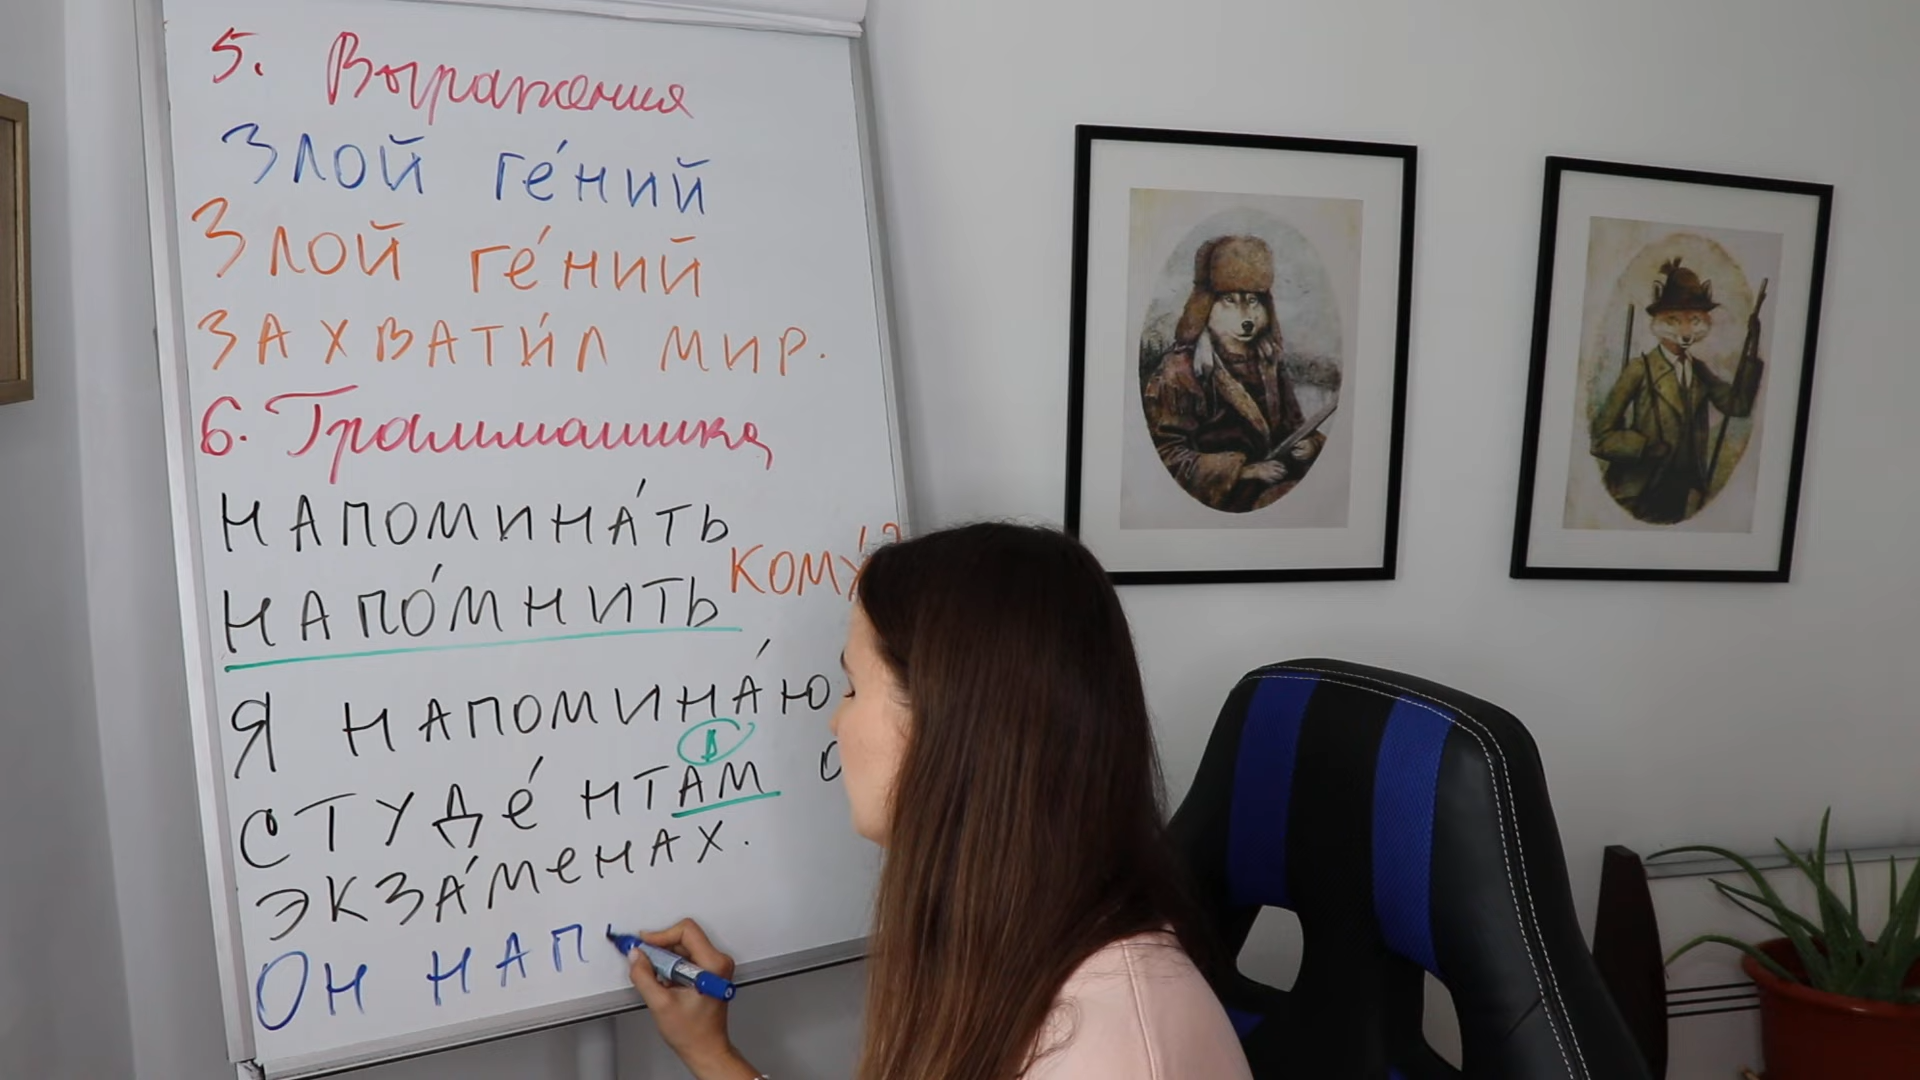 5. Выражения
Злой ге́ний
Злой ге́ний
захвати́л мир.
6. Грамматика
напомина́ть
напо́мнить кому́?
Я напомина́ю
студе́нтам
экза́менах.
Он нап